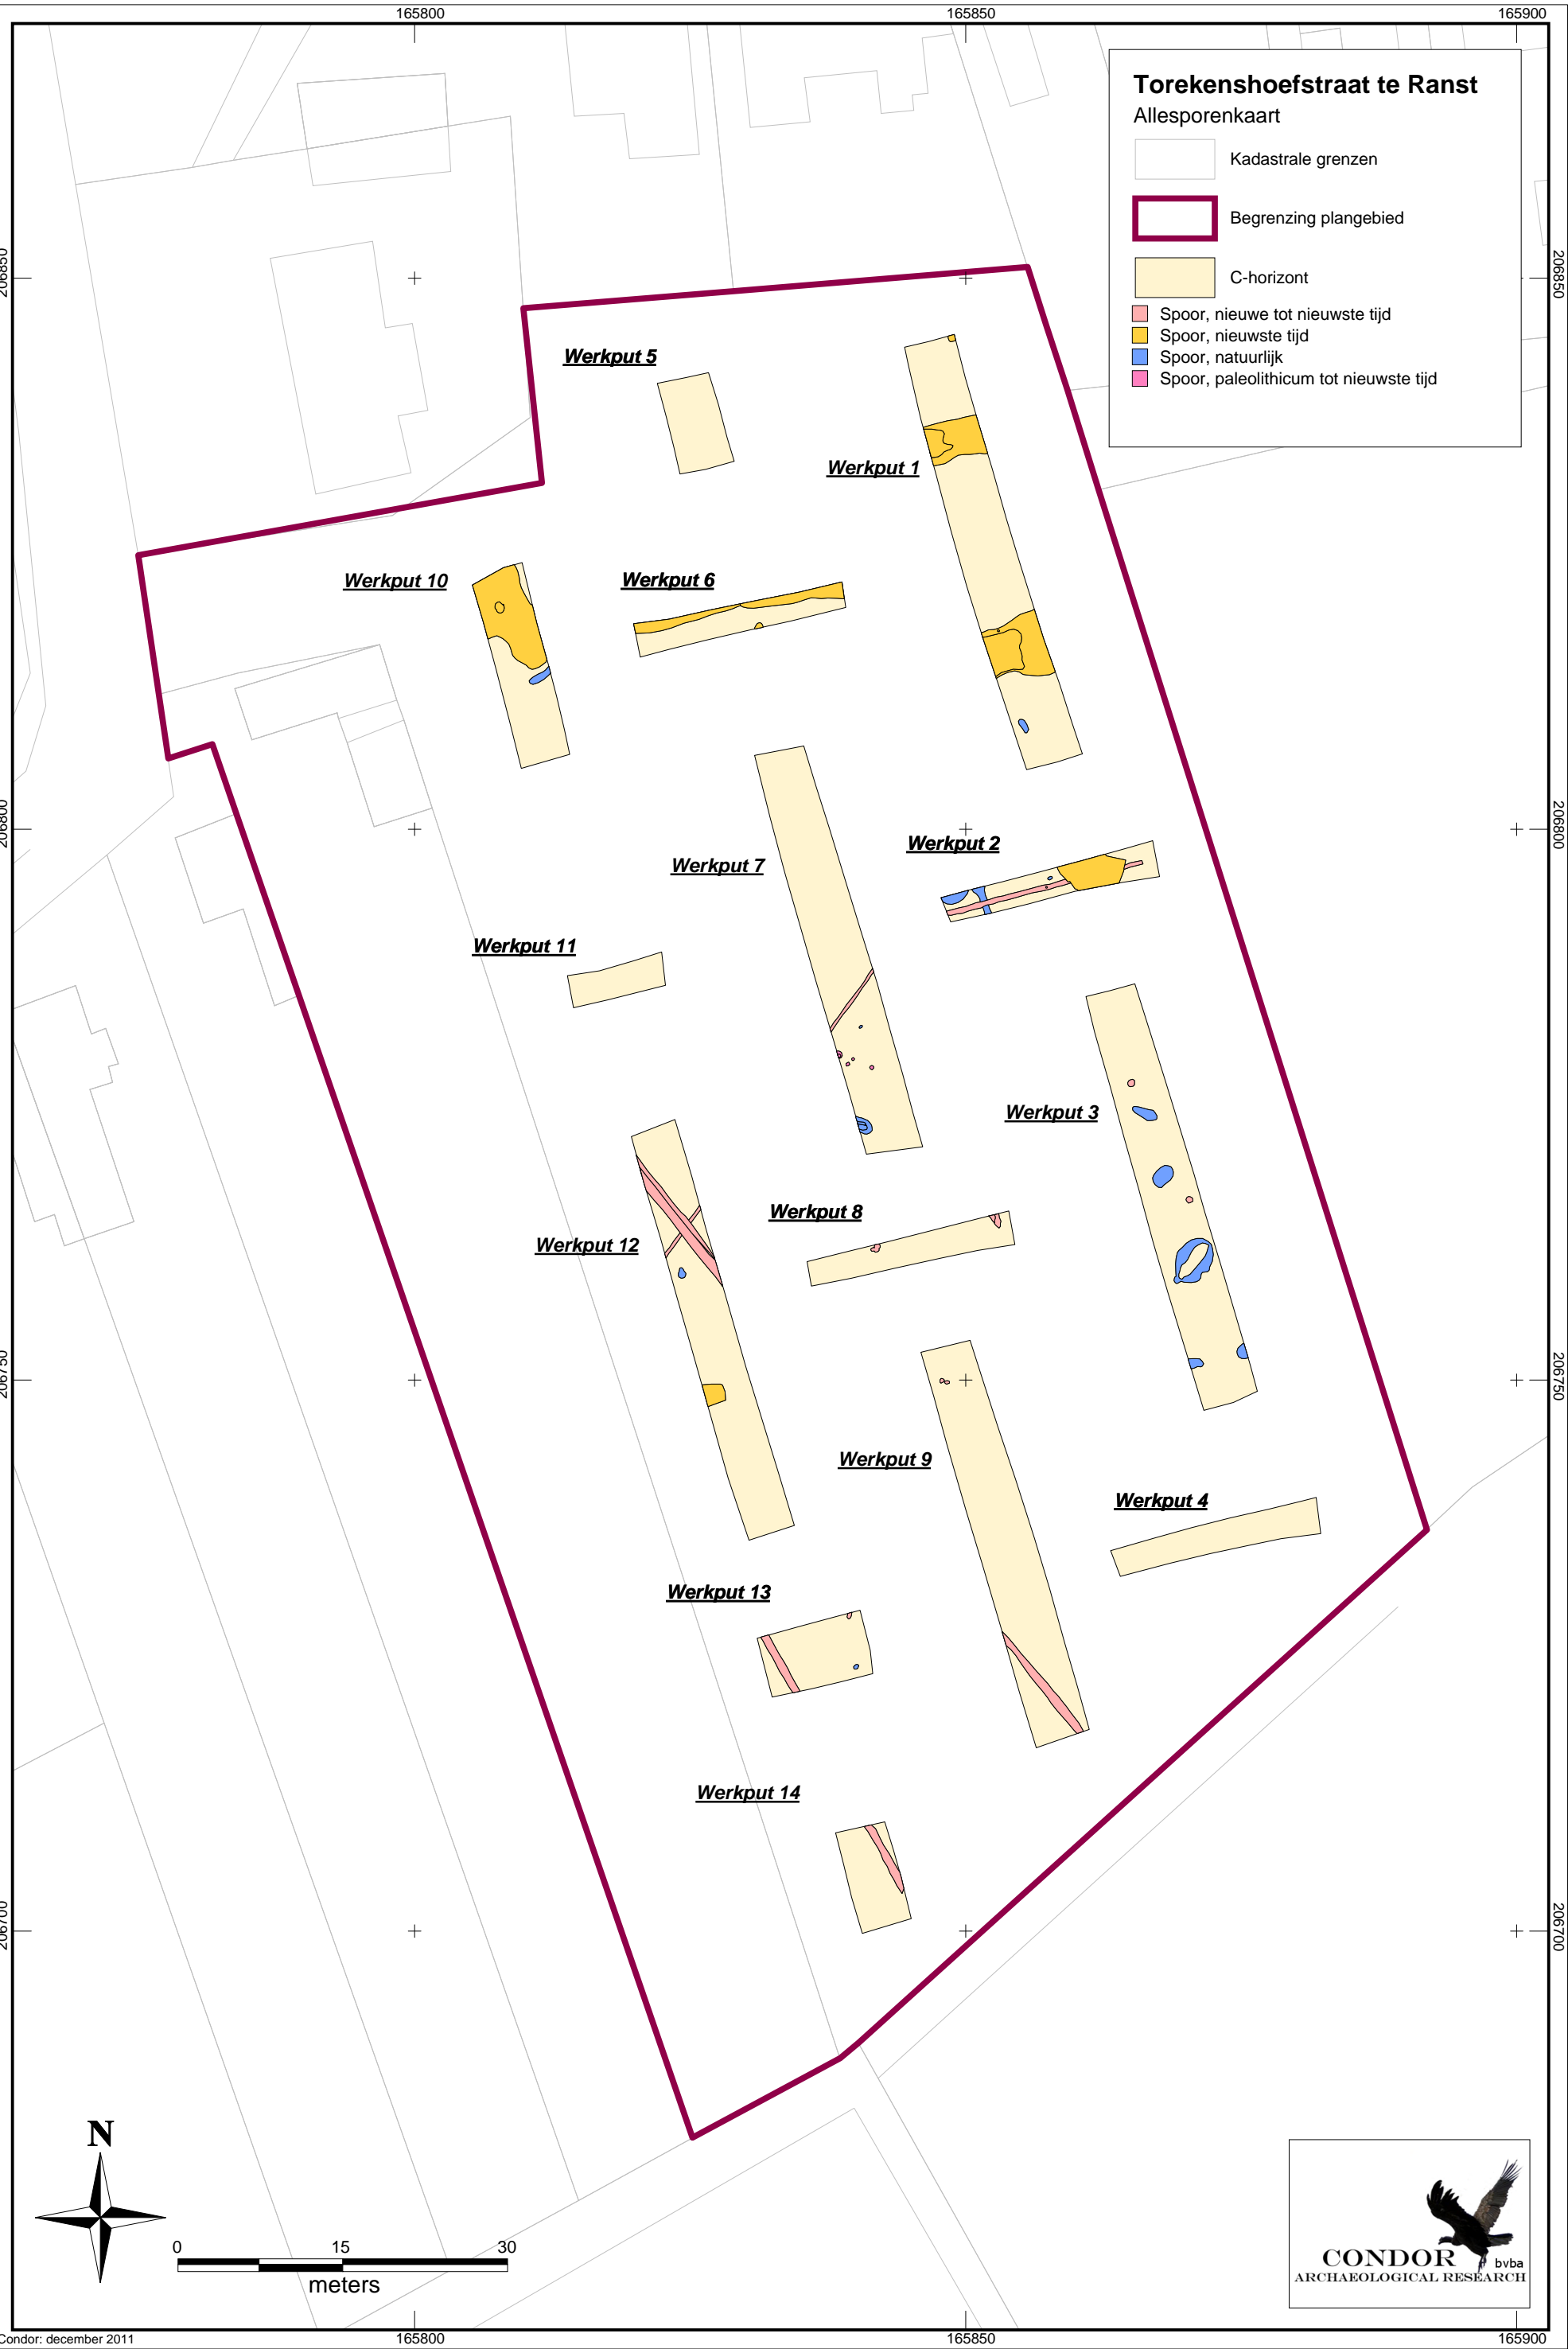 165800 165850 165900
Torekenshoefstraat te Ranst
Allesporenkaart
Kadastrale grenzen
Begrenzing plangebied
C-horizont
Spoor, nieuwe tot nieuwste tijd
Spoor, nieuwste tijd
Spoor, natuurlijk
Spoor, paleolithicum tot nieuwste tijd
206850 206850
Werkput 5
Werkput 1
Werkput 10
Werkput 6
206800 206800
Werkput 2
Werkput 7
Werkput 11
Werkput 3
Werkput 8
Werkput 12
206750 206750
Werkput 9
Werkput 4
Werkput 13
Werkput 14
206700 206700
N
0 15 30
meters
CONDOR bvba
ARCHAEOLOGICAL RESEARCH
Condor: december 2011
165800 165850 165900